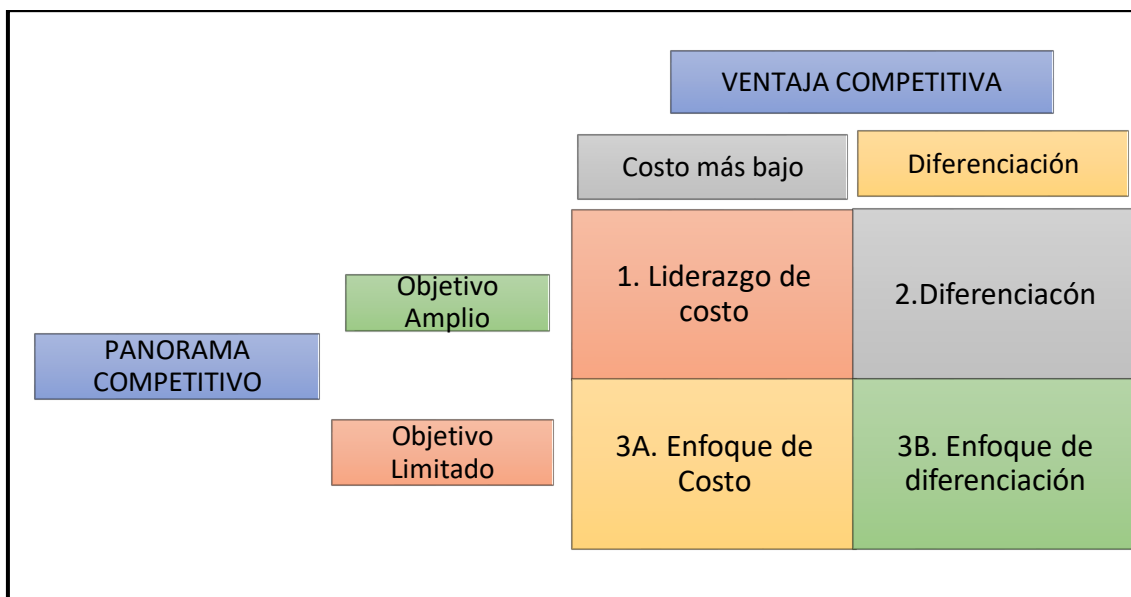 VENTAJA COMPETITIVA
Costo más bajo
Diferenciación
Objetivo
Amplio
1. Liderazgo de
costo
2.Diferenciacón
PANORAMA
COMPETITIVO
Objetivo
Limitado
3A. Enfoque de
Costo
3B. Enfoque de
diferenciación